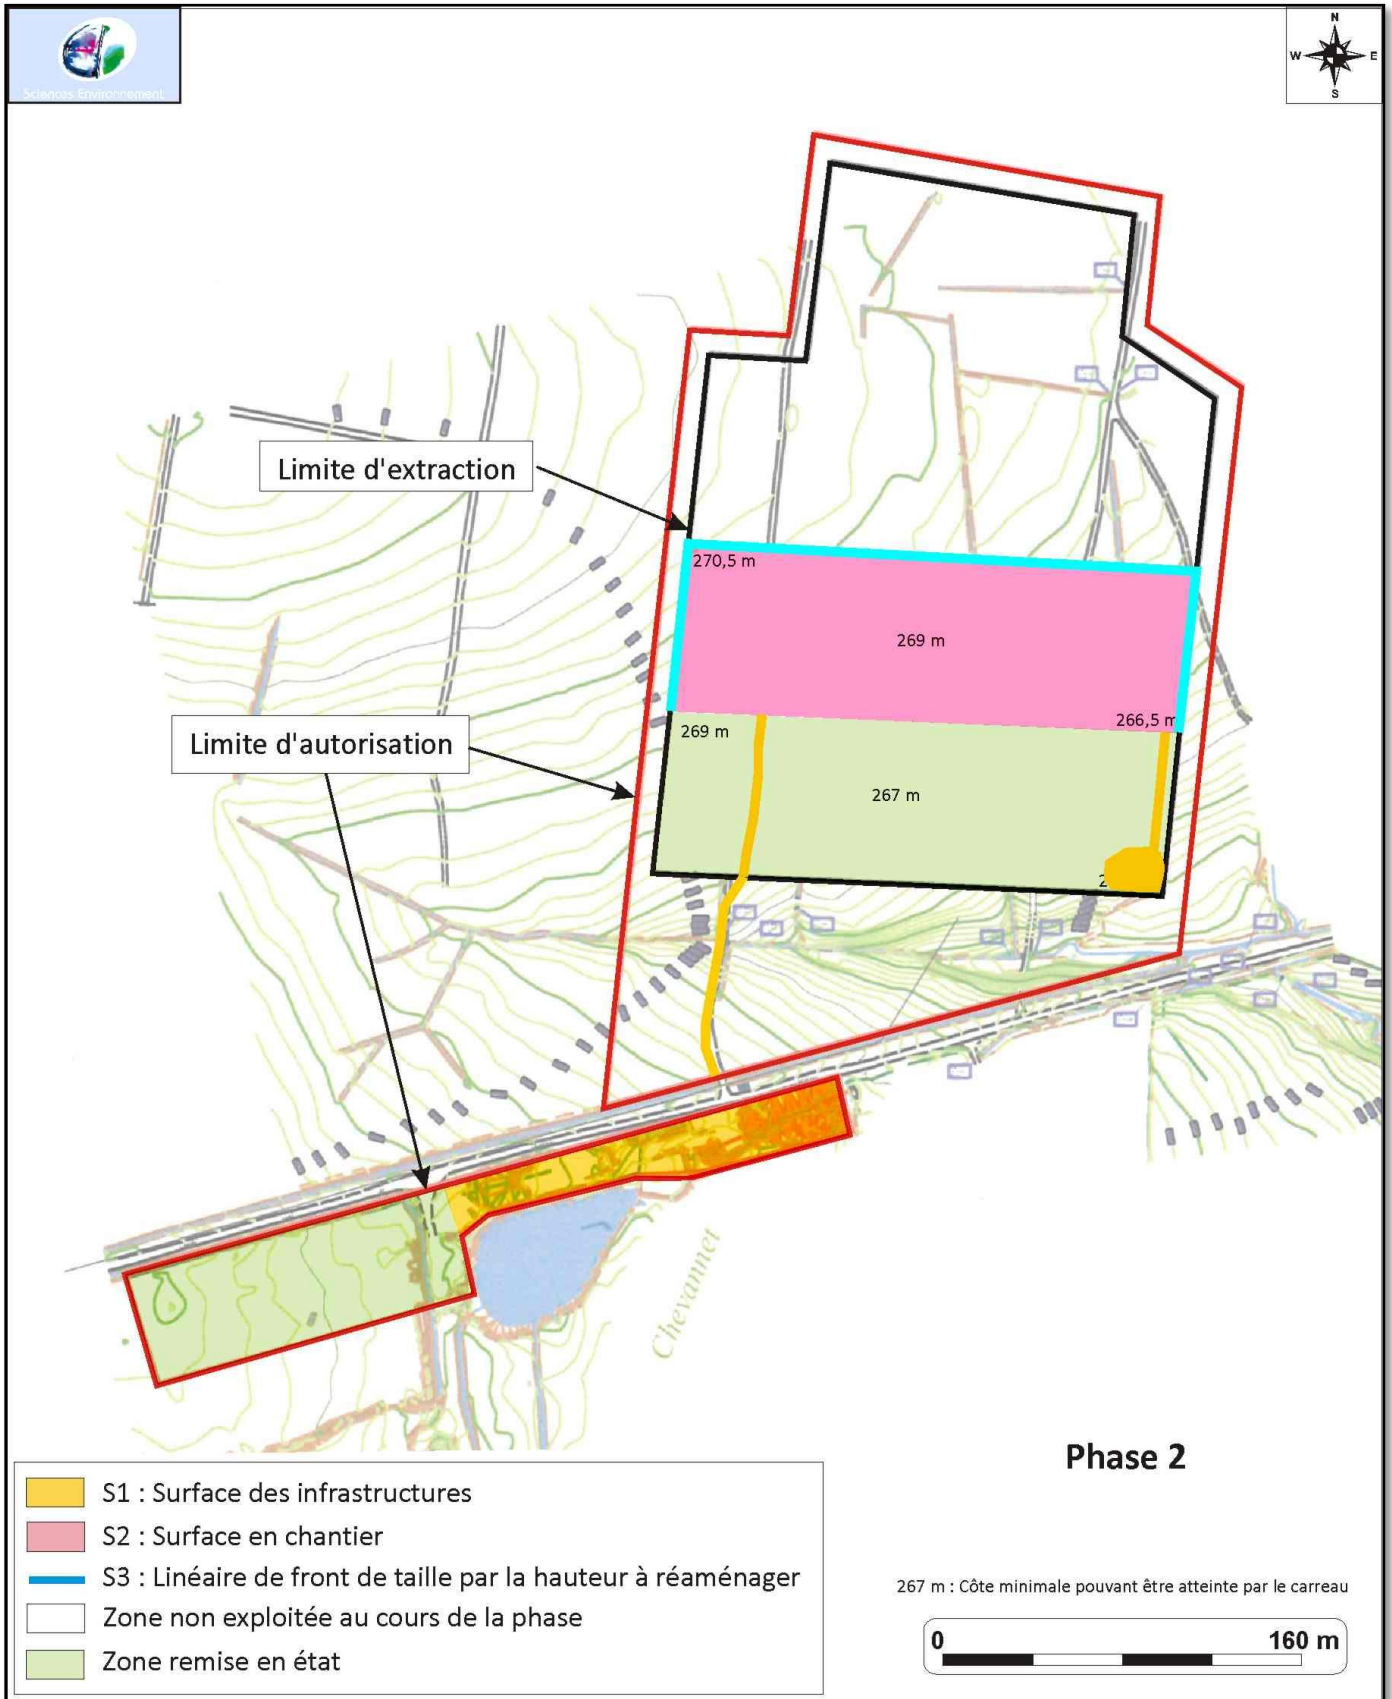 Sciences Environnement
N
W E
S
Limite d'extraction
270,5 m
269 m
266,5 m
Limite d'autorisation
269 m
267 m
2
Chevannet
Phase 2
S1 : Surface des infrastructures
S2 : Surface en chantier
S3 : Linéaire de front de taille par la hauteur à réaménager
Zone non exploitée au cours de la phase
Zone remise en état
267 m : Côte minimale pouvant être atteinte par le carreau
0 160 m